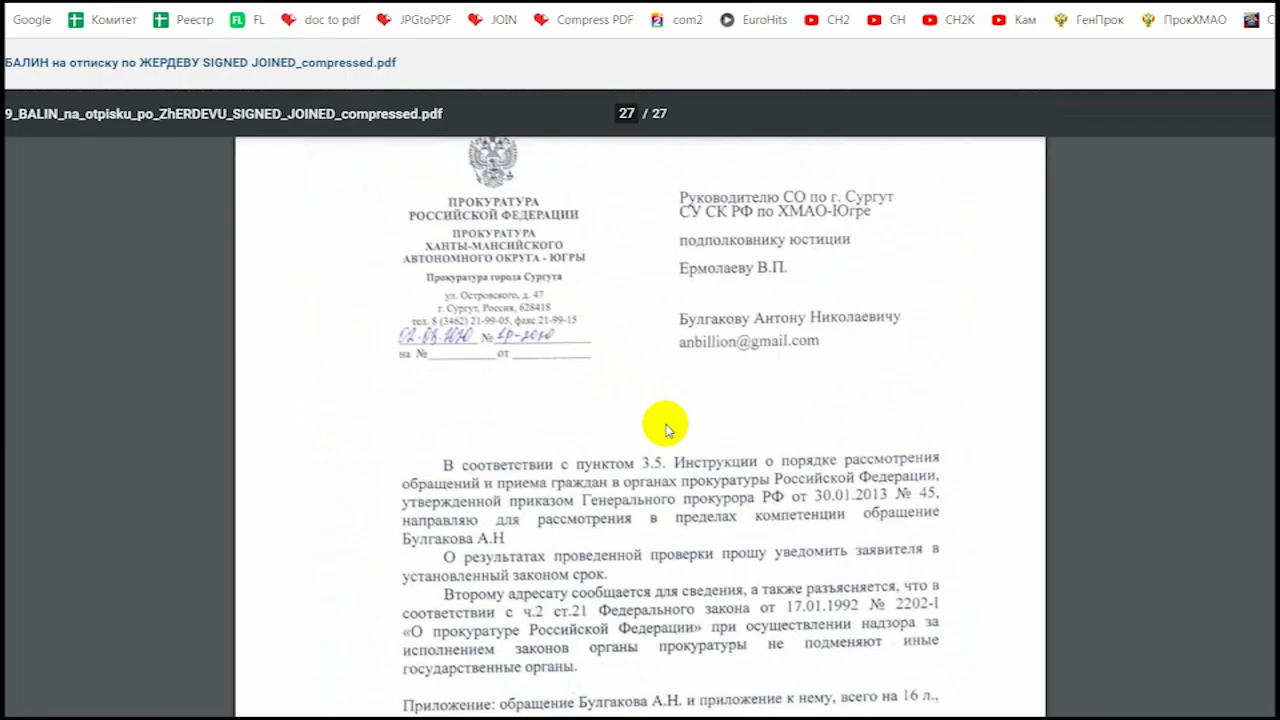 Google Комитет Реестр FL doc to pdf JPGtoPDF JOIN Compress PDF com2 EuroHits CH2 CH CH2K Кам ГенПрок ПрокХМАО
БАЛИН на отписку по ЖЕРДЕВУ SIGNED JOINED_compressed.pdf
9_BALIN_na_otpisku_po_ZhERDEVU_SIGNED_JOINED_compressed.pdf 27 / 27
ПРОКУРАТУРА
РОССИЙСКОЙ ФЕДЕРАЦИИ
ПРОКУРАТУРА
ХАНТЫ-МАНСИЙСКОГО
АВТОНОМНОГО ОКРУГА - ЮГРЫ
Прокуратура города Сургута
ул. Островского, д. 47
г. Сургут, Россия, 628418
тел. 8 (3462) 21-99-05, факс 21-99-15
02.03.2020 №
на № от
Руководителю СО по г. Сургут
СУ СК РФ по ХМАО-Югре
подполковнику юстиции
Ермолаеву В.П.
Булгакову Антону Николаевичу
anbillion@gmail.com
В соответствии с пунктом 3.5. Инструкции о порядке рассмотрения
обращений и приема граждан в органах прокуратуры Российской Федерации,
утвержденной приказом Генерального прокурора РФ от 30.01.2013 № 45,
направляю для рассмотрения в пределах компетенции обращение
Булгакова А.Н
О результатах проведенной проверки прошу уведомить заявителя в
установленный законом срок.
Второму адресату сообщается для сведения, а также разъясняется, что в
соответствии с ч.2 ст.21 Федерального закона от 17.01.1992 № 2202-I
«О прокуратуре Российской Федерации» при осуществлении надзора за
исполнением законов органы прокуратуры не подменяют иные
государственные органы.
Приложение: обращение Булгакова А.Н. и приложение к нему, всего на 16 л.,